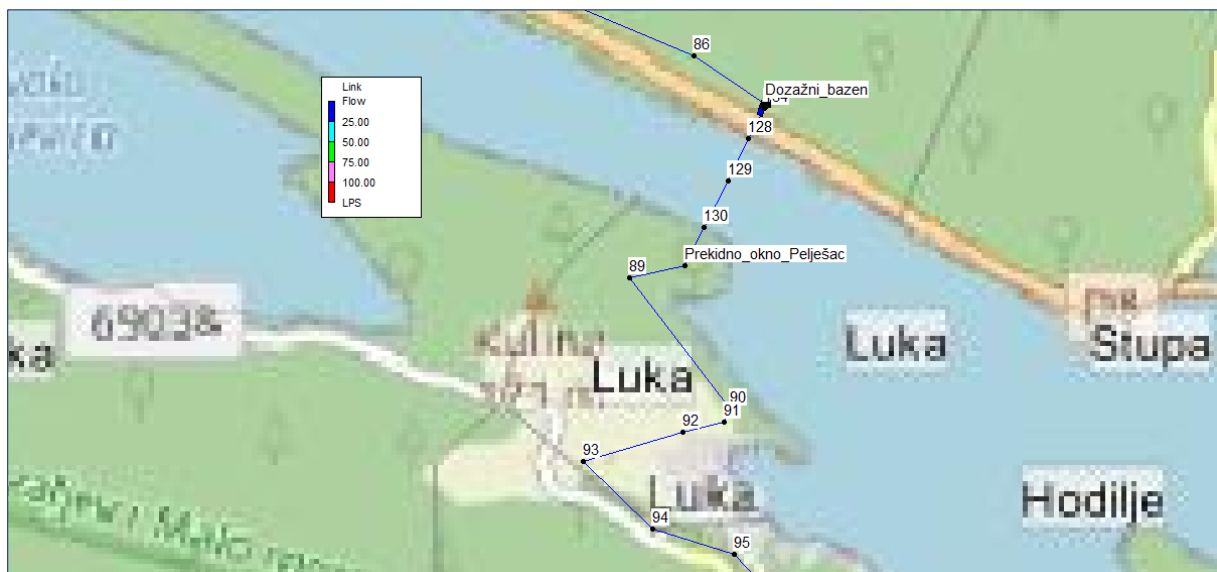 86
Dozažni_bazen
Link
Flow
25.00
50.00
75.00
100.00
LPS
128
129
130
Prekidno_okno_Pelješac
89
69038
Luka
Stupa
Kulina
Luka
90
91
92
93
Luka
Hodilje
94
95